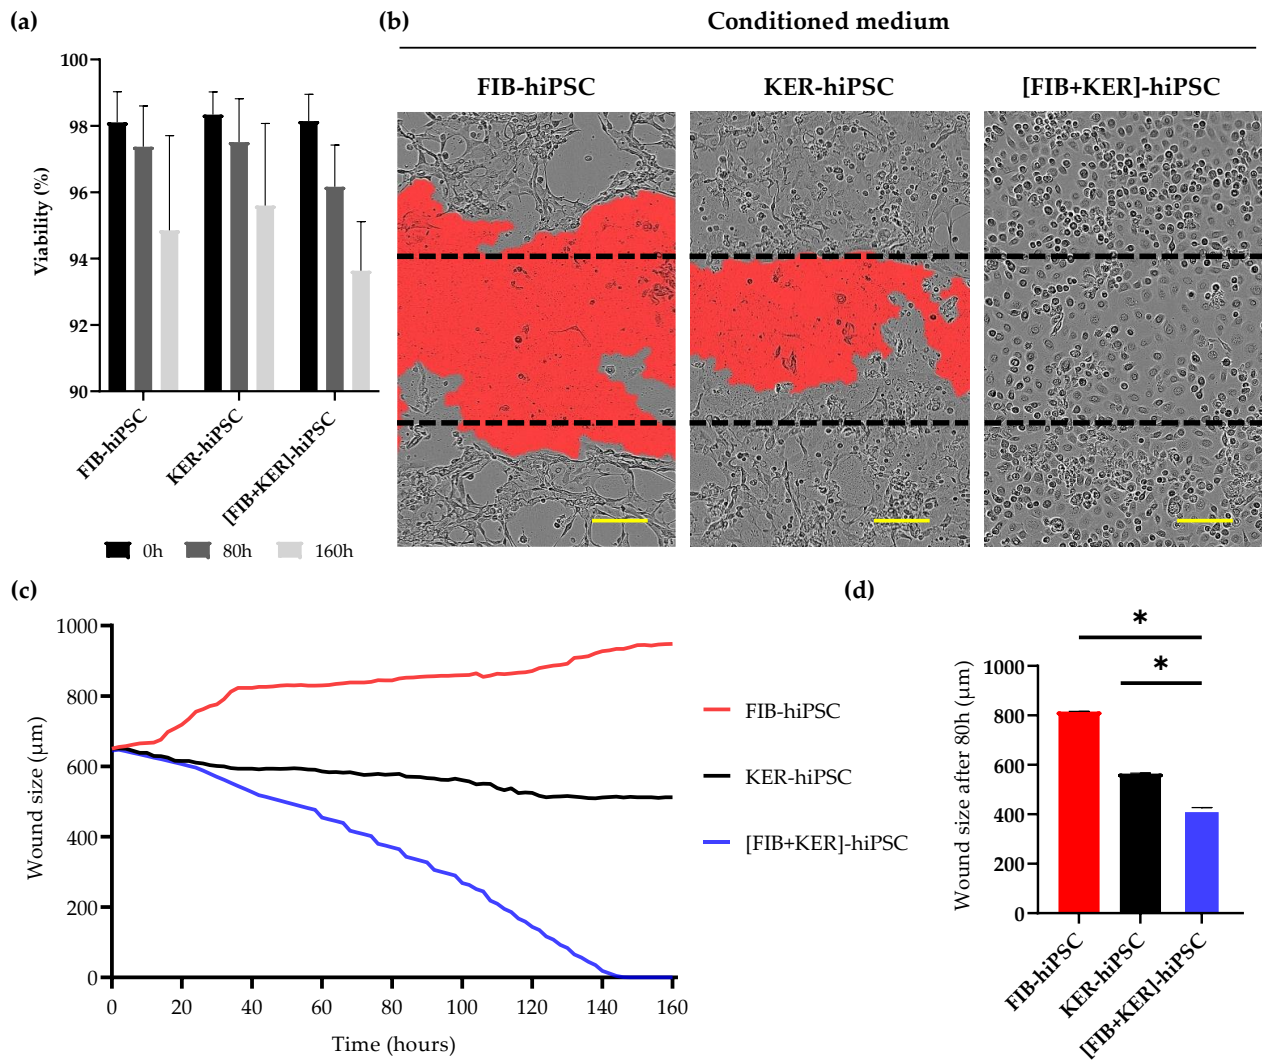 (a)
100
98
96
94
92
90
Viability (%)
FIB-hiPSC
KER-hiPSC
[FIB+KER]-hiPSC
0h
80h
160h
(b)
Conditioned medium
FIB-hiPSC
KER-hiPSC
[FIB+KER]-hiPSC
(c)
1000
800
600
400
200
0
Wound size (µm)
0
20
40
60
80
100
120
140
160
Time (hours)
FIB-hiPSC
KER-hiPSC
[FIB+KER]-hiPSC
(d)
*
*
1000
800
600
400
200
0
Wound size after 80h (µm)
FIB-hiPSC
KER-hiPSC
[FIB+KER]-hiPSC